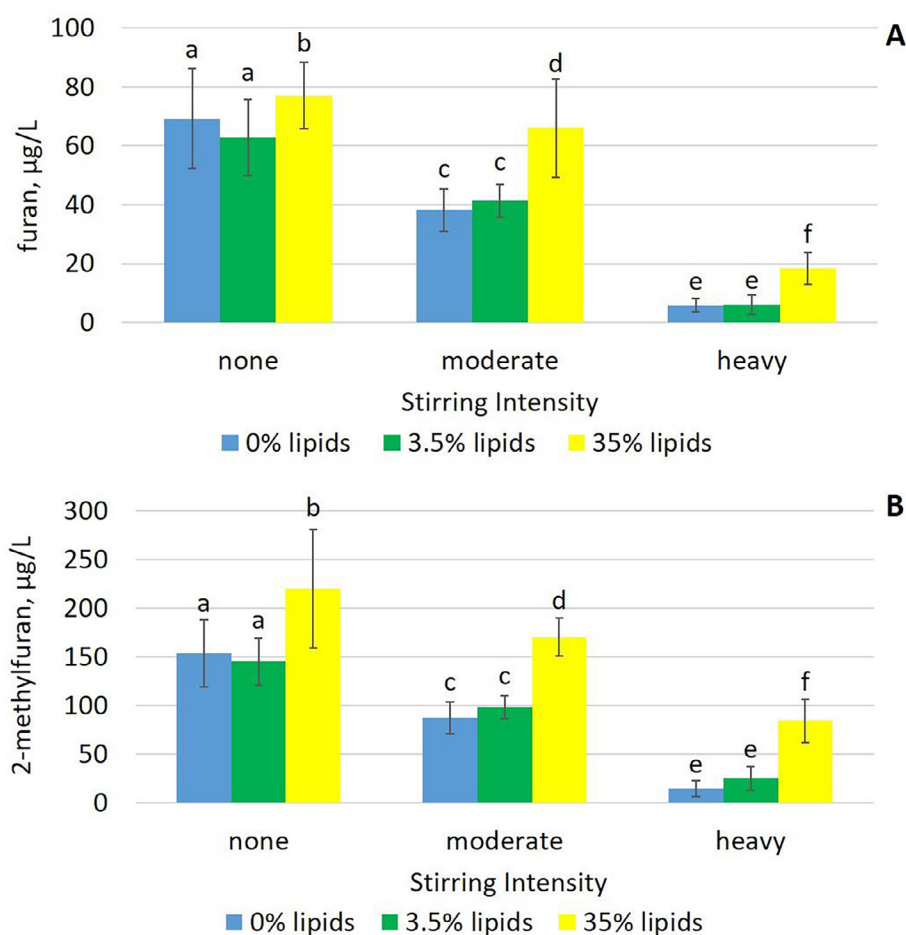 A
furan, µg/L
100
80
60
40
20
0
a a b
c c d
e e f
none moderate heavy
Stirring Intensity
0% lipids 3.5% lipids 35% lipids
B
2-methylfuran, µg/L
300
250
200
150
100
50
0
a a b
c c d
e e f
none moderate heavy
Stirring Intensity
0% lipids 3.5% lipids 35% lipids